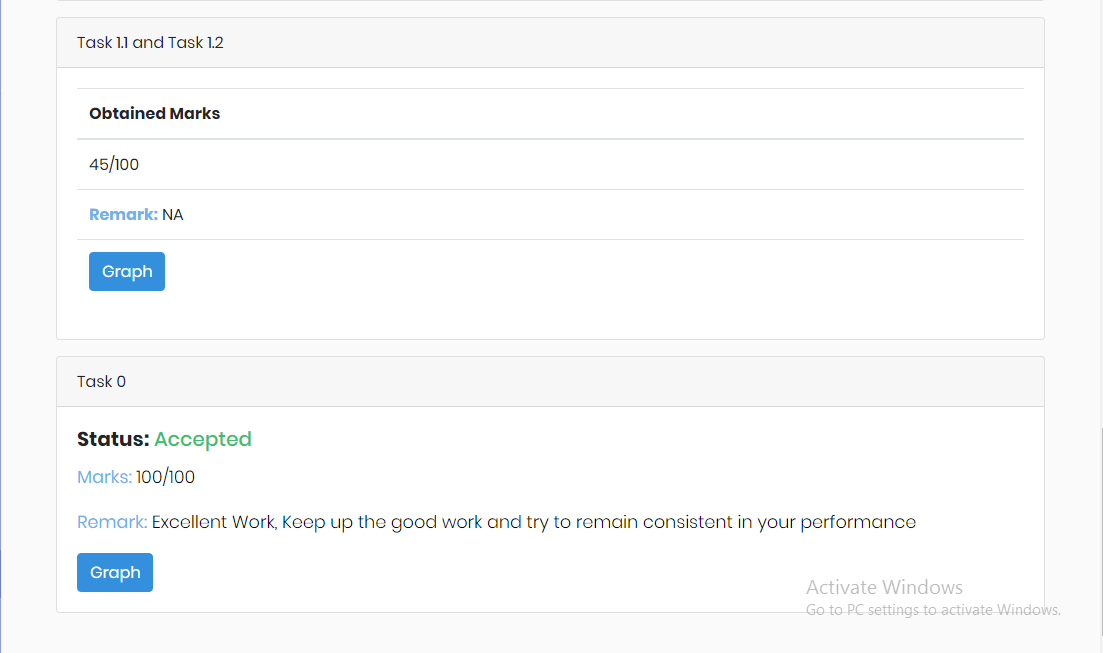 Task 1.1 and Task 1.2
Obtained Marks
45/100
Remark: NA
Graph
Task 0
Status: Accepted
Marks: 100/100
Remark: Excellent Work, Keep up the good work and try to remain consistent in your performance
Graph
Activate Windows
Go to PC settings to activate Windows.